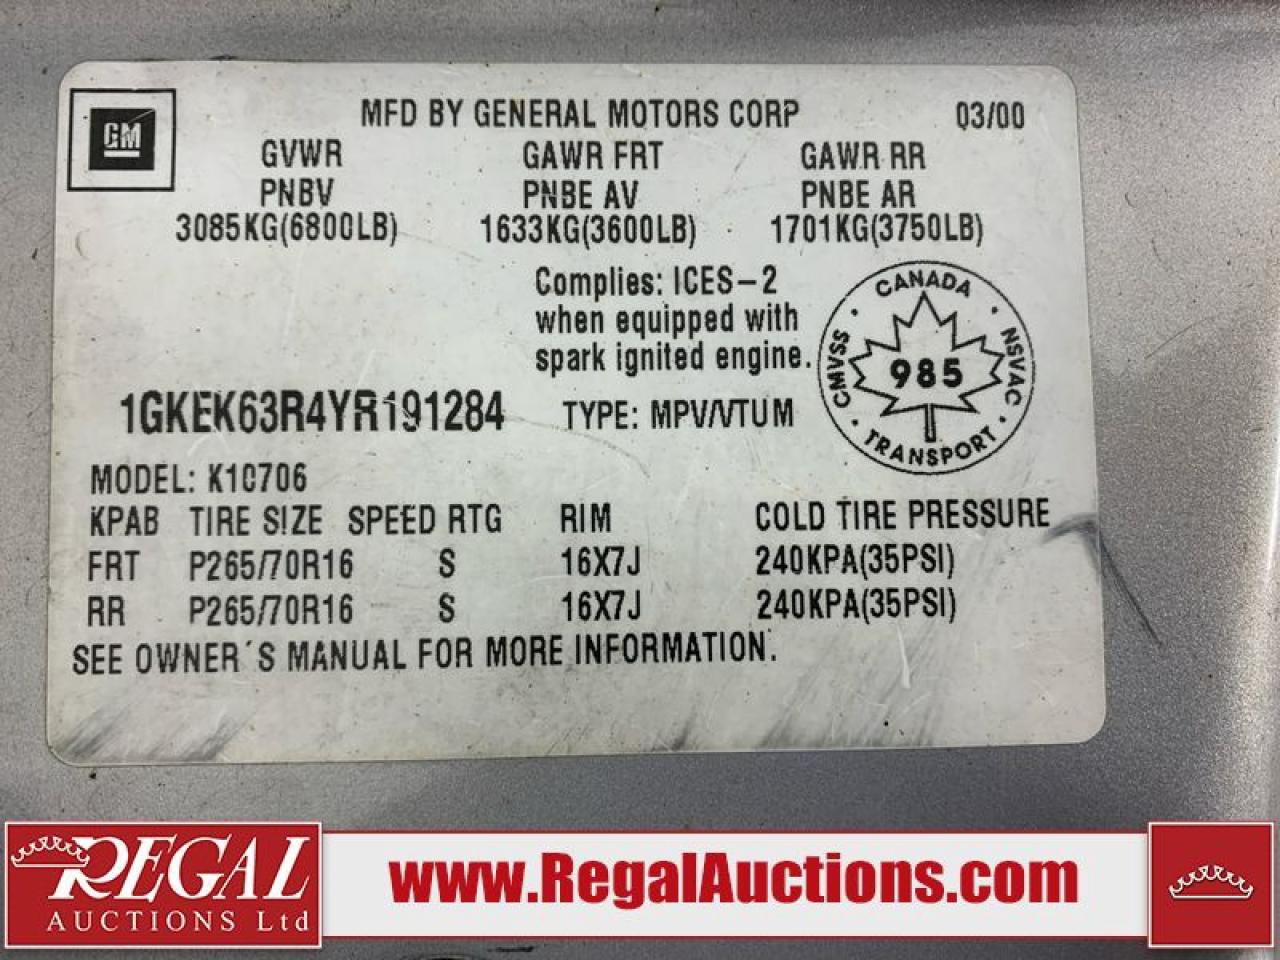 GM
MFD BY GENERAL MOTORS CORP 03/00
GVWR GAWR FRT GAWR RR
PNBV PNBE AV PNBE AR
3085KG(6800LB) 1633KG(3600LB) 1701KG(3750LB)
Complies: ICES-2
when equipped with
spark ignited engine.
CANADA
CMVSS
NSVAC
985
TRANSPORT
1GKEK63R4YR191284 TYPE: MPV/VTUM
MODEL: K10706
KPAB TIRE SIZE SPEED RTG RIM COLD TIRE PRESSURE
FRT P265/70R16 S 16X7J 240KPA(35PSI)
RR P265/70R16 S 16X7J 240KPA(35PSI)
SEE OWNER´S MANUAL FOR MORE INFORMATION.
REGAL
AUCTIONS Ltd
www.RegalAuctions.com